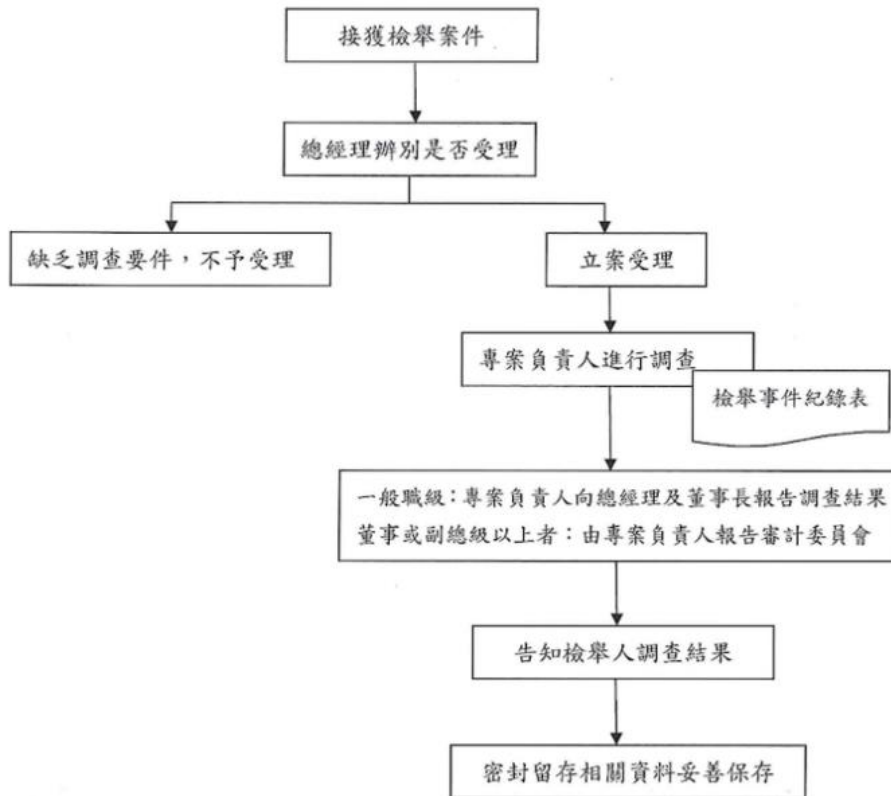 接獲檢舉案件
總經理辦別是否受理
缺乏調查要件，不予受理
立案受理
專案負責人進行調查
檢舉事件紀錄表
一般職級：專案負責人向總經理及董事長報告調查結果
董事或副總級以上者：由專案負責人報告審計委員會
告知檢舉人調查結果
密封留存相關資料妥善保存